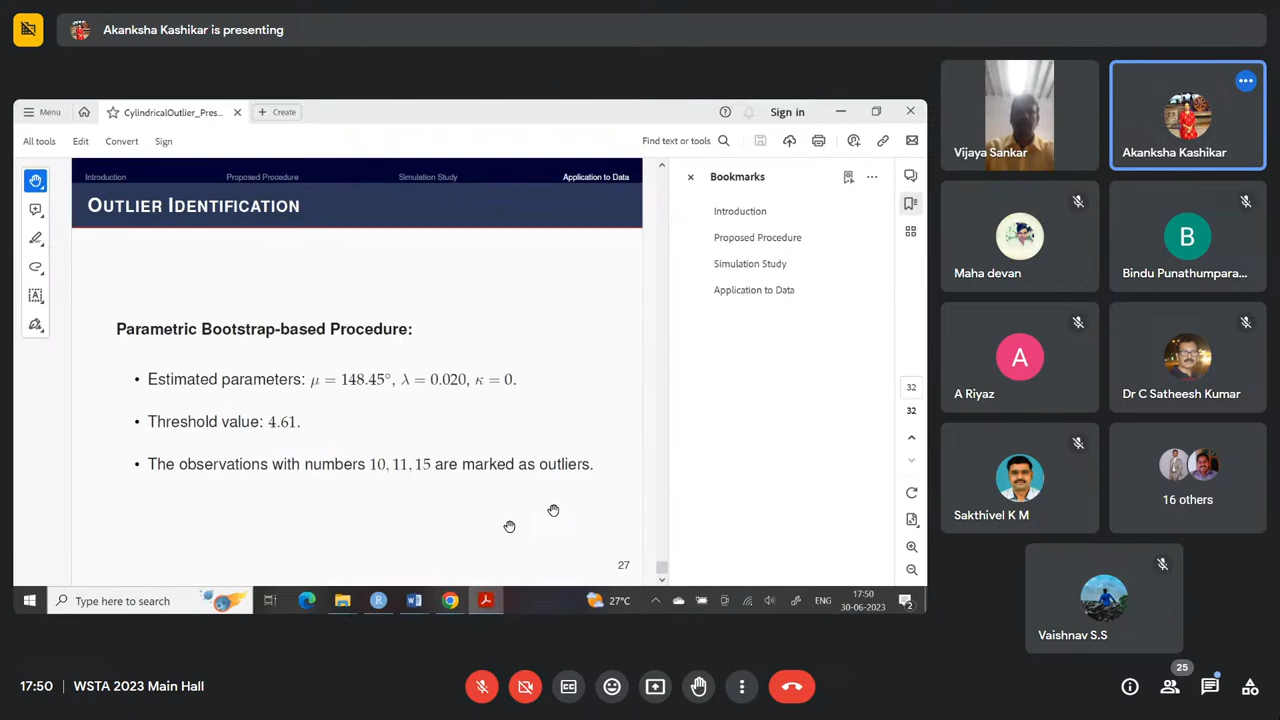 Akanksha Kashikar is presenting
Menu
CylindricalOutlier_Pres...
Create
Sign in
All tools
Edit
Convert
Sign
Find text or tools
Introduction
Proposed Procedure
Simulation Study
Application to Data
OUTLIER IDENTIFICATION
Parametric Bootstrap-based Procedure:
• Estimated parameters: μ = 148.45°, λ = 0.020, κ = 0.
• Threshold value: 4.61.
• The observations with numbers 10, 11, 15 are marked as outliers.
27
Bookmarks
Introduction
Proposed Procedure
Simulation Study
Application to Data
32
32
Type here to search
27°C
ENG
17:50
30-06-2023
2
Vijaya Sankar
Akanksha Kashikar
Maha devan
B
Bindu Punathumpara...
A
A Riyaz
Dr C Satheesh Kumar
Sakthivel K M
16 others
Vaishnav S.S
17:50 | WSTA 2023 Main Hall
25